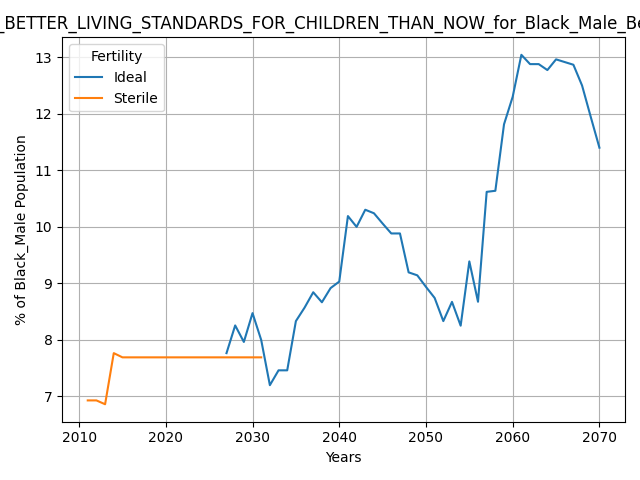 _BETTER_LIVING_STANDARDS_FOR_CHILDREN_THAN_NOW_for_Black_Male_Be
Fertility
Ideal
Sterile
% of Black_Male Population
13
12
11
10
9
8
7
2010 2020 2030 2040 2050 2060 2070
Years